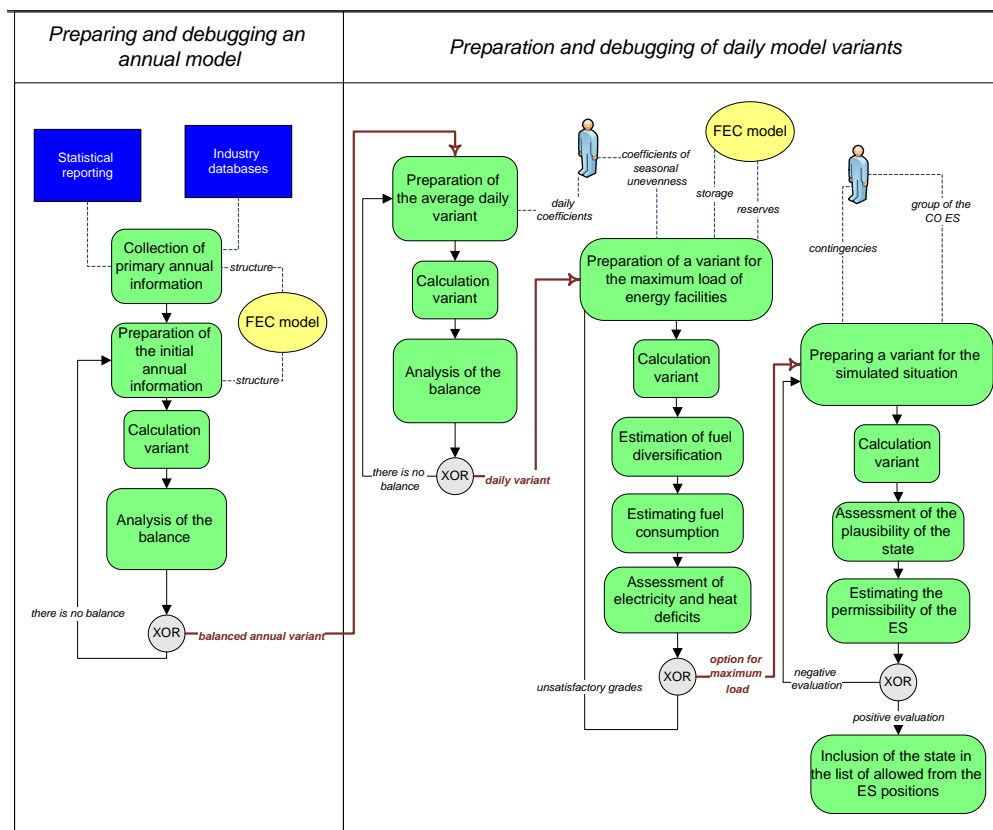 Preparing and debugging an
annual model
Preparation and debugging of daily model variants
Statistical
reporting
Industry
databases
Collection of
primary annual
information
structure
FEC model
Preparation of
the initial
annual
information
structure
Calculation
variant
Analysis of the
balance
there is no balance
XOR
balanced annual variant
Preparation of
the average daily
variant
daily
coefficients
Calculation
variant
Analysis of the
balance
there is no
balance
XOR
daily variant
coefficients of
seasonal
unevenness
FEC model
storage
reserves
Preparation of a variant for
the maximum load of
energy facilities
Calculation
variant
Estimation of fuel
diversification
Estimating fuel
consumption
Assessment of
electricity and heat
deficits
unsatisfactory grades
XOR
option for
maximum
load
group of the
CO ES
contingencies
Preparing a variant for the
simulated situation
Calculation
variant
Assessment of the
plausibility of the
state
Estimating the
permissibility of the
ES
negative
evaluation
XOR
positive evaluation
Inclusion of the state in
the list of allowed from the
ES positions